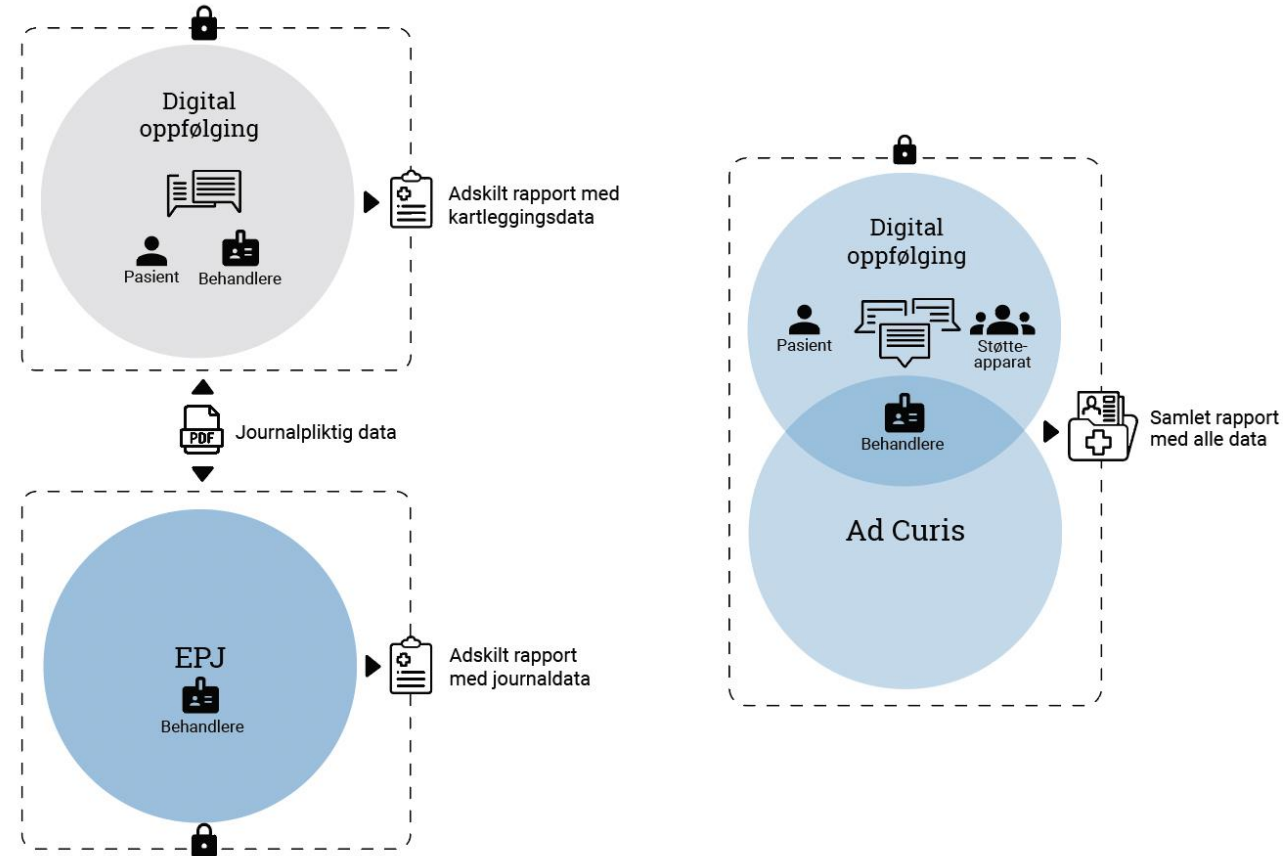 Digital
oppfølging
Pasient
Behandlere
Adskilt rapport med
kartleggingsdata
PDF
Journalpliktig data
EPJ
Behandlere
Adskilt rapport
med journaldata
Digital
oppfølging
Pasient
Støtte-
apparat
Behandlere
Samlet rapport
med alle data
Ad Curis